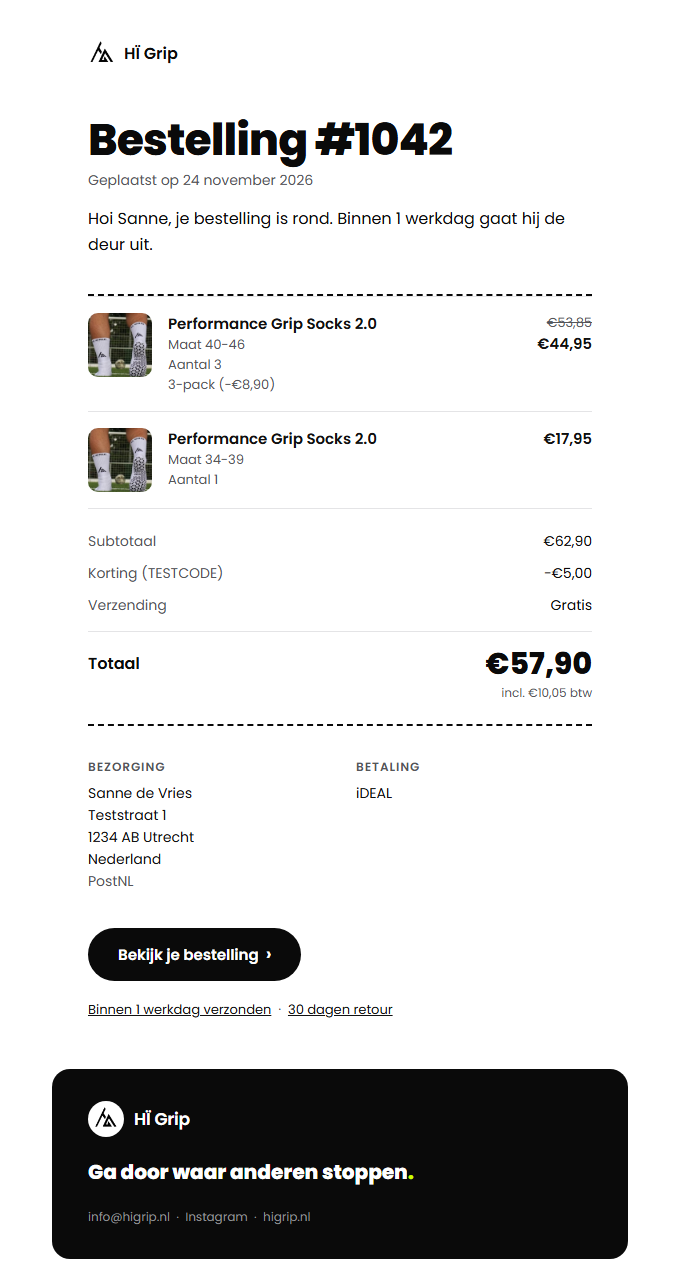 HÏ Grip
Bestelling #1042
Geplaatst op 24 november 2026
Hoi Sanne, je bestelling is rond. Binnen 1 werkdag gaat hij de
deur uit.
Performance Grip Socks 2.0
€53,85
Maat 40-46
€44,95
Aantal 3
3-pack (-€8,90)
Performance Grip Socks 2.0
€17,95
Maat 34-39
Aantal 1
Subtotaal
€62,90
Korting (TESTCODE)
-€5,00
Verzending
Gratis
Totaal
€57,90
incl. €10,05 btw
BEZORGING
Sanne de Vries
Teststraat 1
1234 AB Utrecht
Nederland
PostNL
BETALING
iDEAL
Bekijk je bestelling ›
Binnen 1 werkdag verzonden · 30 dagen retour
HÏ Grip
Ga door waar anderen stoppen.
info@higrip.nl · Instagram · higrip.nl